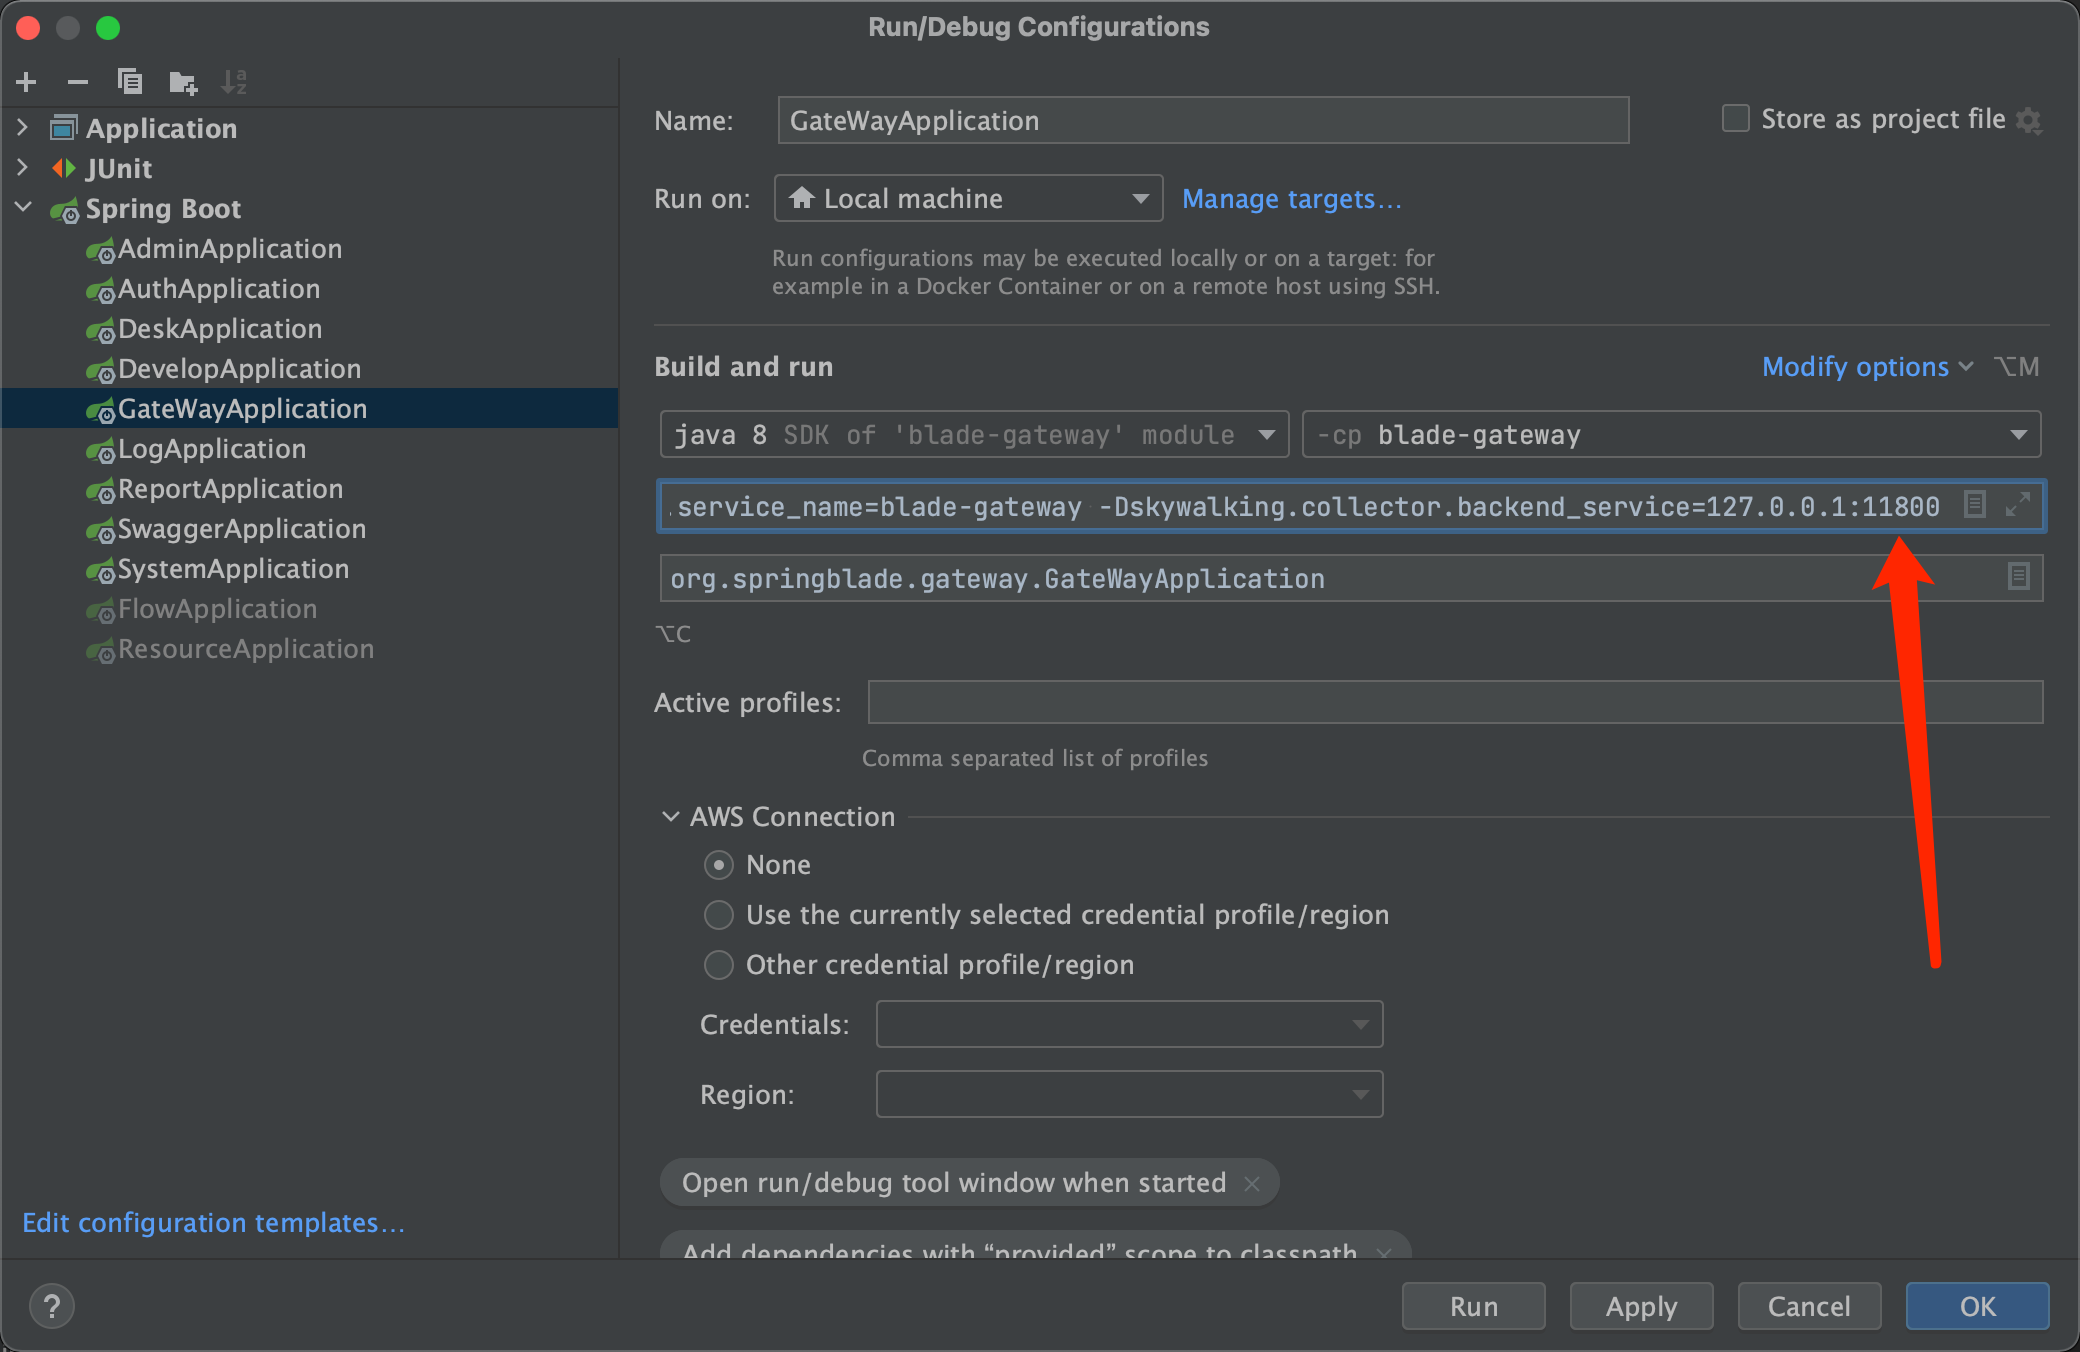 Run/Debug Configurations
Application
JUnit
Spring Boot
AdminApplication
AuthApplication
DeskApplication
DevelopApplication
GateWayApplication
LogApplication
ReportApplication
SwaggerApplication
SystemApplication
FlowApplication
ResourceApplication
Edit configuration templates...
Name: GateWayApplication Store as project file
Run on: Local machine Manage targets...
Run configurations may be executed locally or on a target: for
example in a Docker Container or on a remote host using SSH.
Build and run Modify options ⌥M
java 8 SDK of 'blade-gateway' module -cp blade-gateway
.service_name=blade-gateway -Dskywalking.collector.backend_service=127.0.0.1:11800
org.springblade.gateway.GateWayApplication
⌥C
Active profiles:
Comma separated list of profiles
AWS Connection
None
Use the currently selected credential profile/region
Other credential profile/region
Credentials:
Region:
Open run/debug tool window when started
Add dependencies with “provided” scope to classpath
? Run Apply Cancel OK